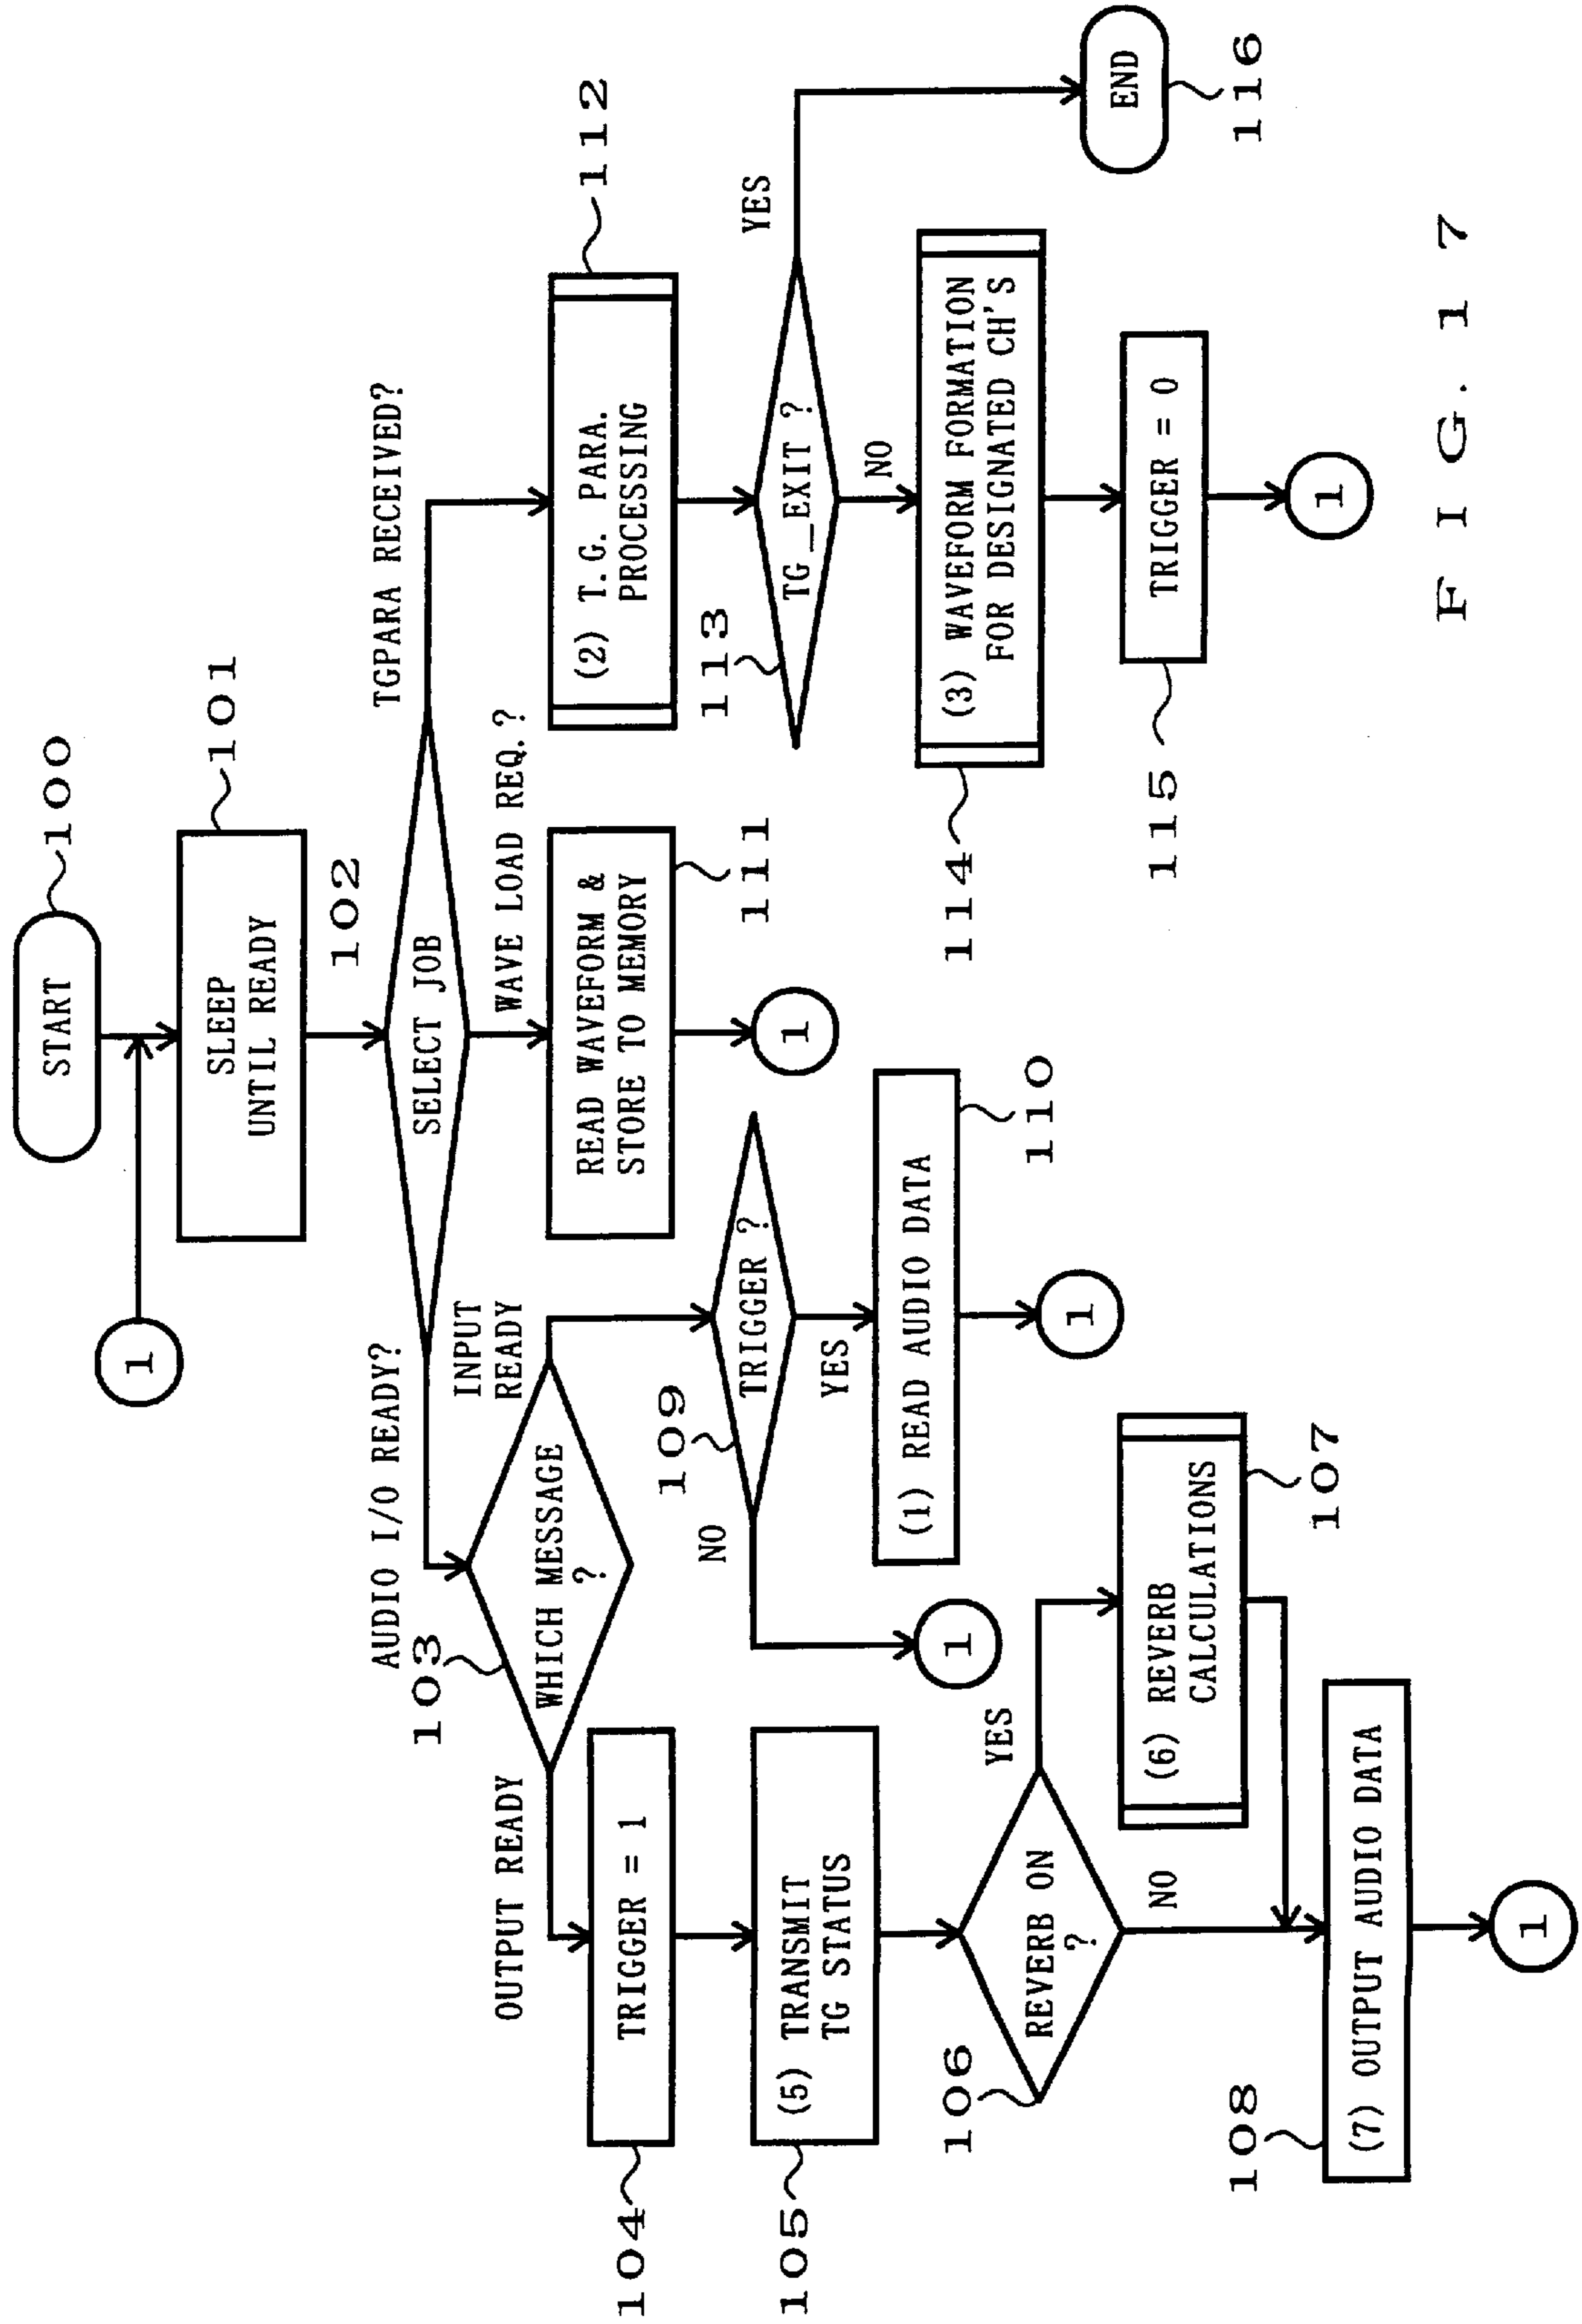 START
100
1
SLEEP
UNTIL READY
101
102
SELECT JOB
AUDIO I/O READY?
WAVE LOAD REQ.?
TGPARA RECEIVED?
103
WHICH MESSAGE
?
OUTPUT READY
INPUT
READY
104
TRIGGER = 1
105
(5) TRANSMIT
TG STATUS
106
REVERB ON
?
YES
NO
(6) REVERB
CALCULATIONS
107
108
(7) OUTPUT AUDIO DATA
1
109
TRIGGER ?
NO
YES
1
(1) READ AUDIO DATA
110
1
READ WAVEFORM &
STORE TO MEMORY
111
1
(2) T.G. PARA.
PROCESSING
112
113
TG_EXIT ?
YES
NO
114
(3) WAVEFORM FORMATION
FOR DESIGNATED CH'S
115
TRIGGER = 0
1
END
116
FIG. 17